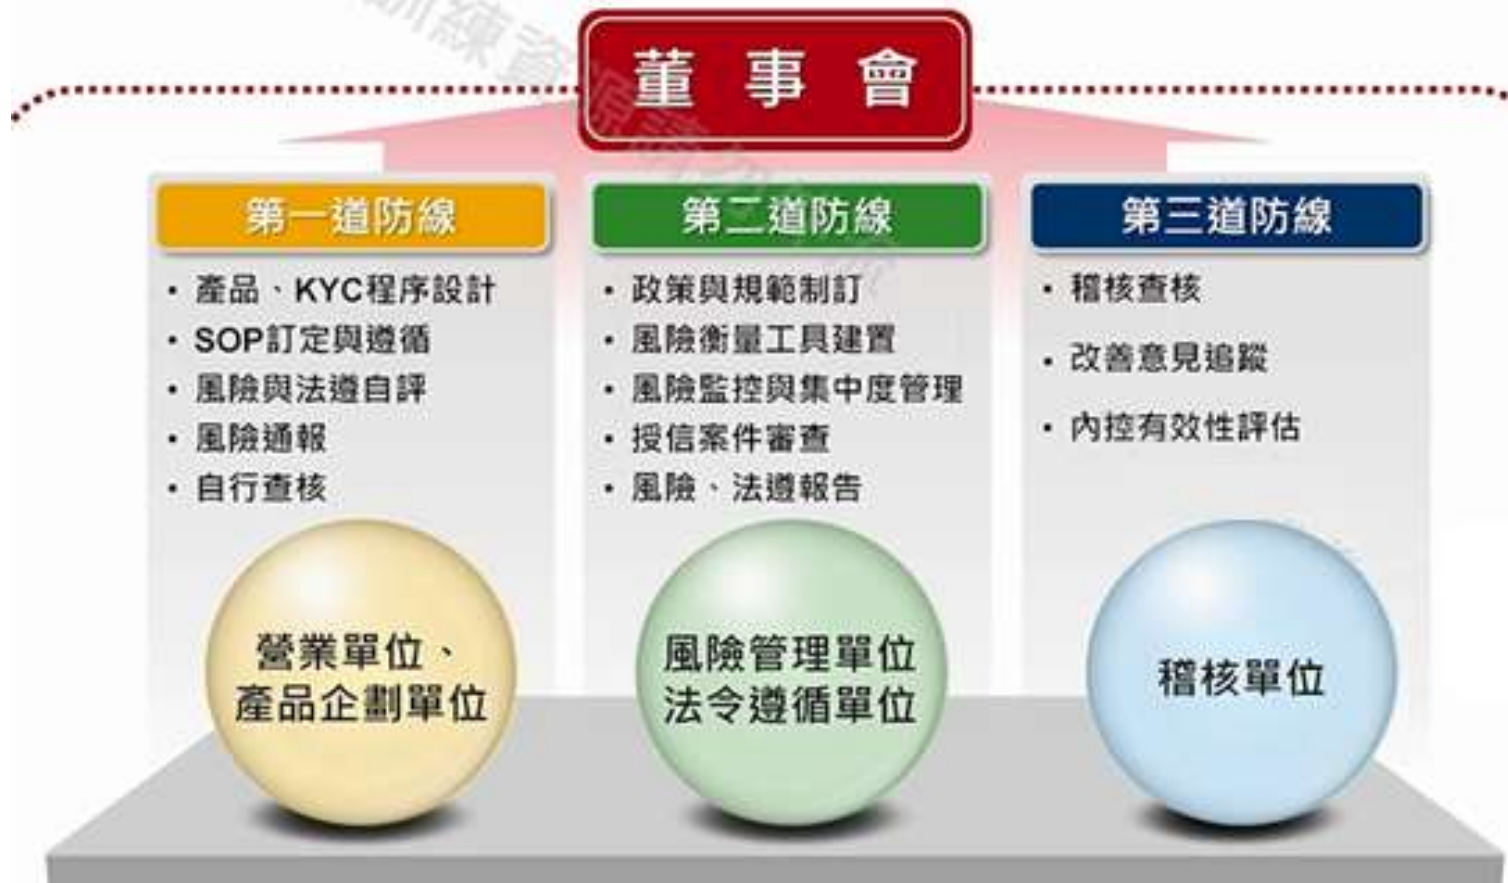 董事會
第一道防線
• 產品、KYC程序設計
• SOP訂定與遵循
• 風險與法遵自評
• 風險通報
• 自行查核
營業單位、
產品企劃單位
第二道防線
• 政策與規範制訂
• 風險衡量工具建置
• 風險監控與集中度管理
• 授信案件審查
• 風險、法遵報告
風險管理單位
法令遵循單位
第三道防線
• 稽核查核
• 改善意見追蹤
• 內控有效性評估
稽核單位
訓練資源請勿